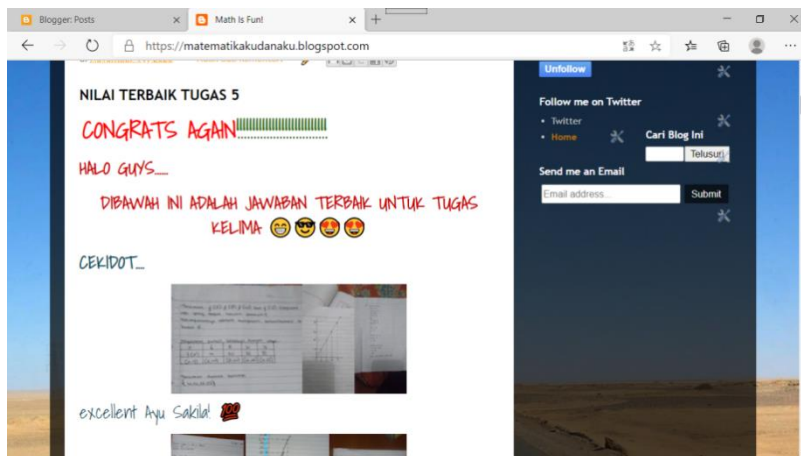 Blogger: Posts
Math Is Fun!
https://matematikakudanaku.blogspot.com
NILAI TERBAIK TUGAS 5
CONGRATS AGAIN!!!!!!!!!!!!!!!!!!!!!!!!!
HALO GUYS....
DIBAWAH INI ADALAH JAWABAN TERBAIK UNTUK TUGAS
KELIMA 😁😎😍😍
CEKIDOT...
excellent Ayu Sakila! 💯
Unfollow
Follow me on Twitter
Twitter
Home
Cari Blog Ini
Telusuri
Send me an Email
Email address...
Submit